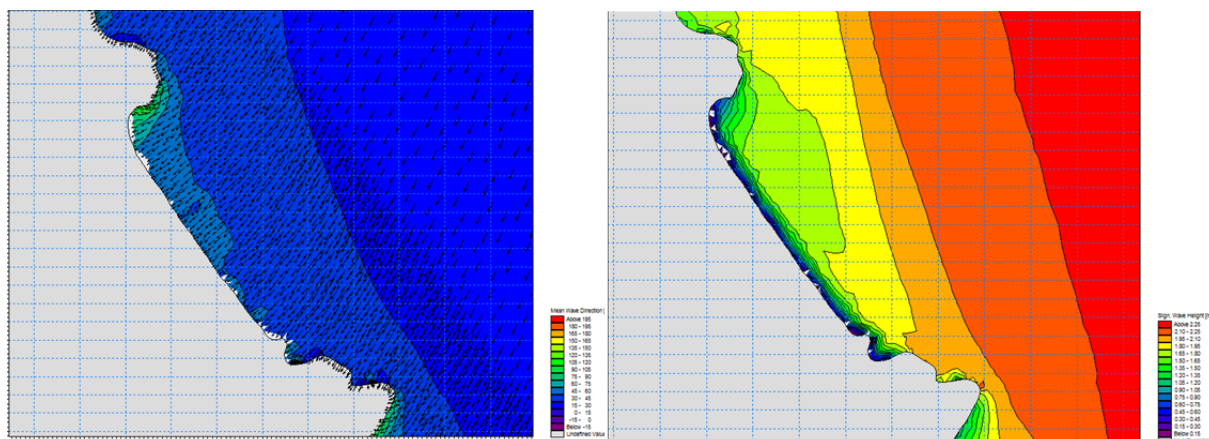 Mean Wave Direction [
Above 195
180 - 195
165 - 180
150 - 165
135 - 150
120 - 135
105 - 120
90 - 105
75 - 90
60 - 75
45 - 60
30 - 45
15 - 30
0 - 15
-15 - 0
Below -15
Undefined Value
Sign. Wave Height [
Above 2.25
2.10 - 2.25
1.95 - 2.10
1.80 - 1.95
1.65 - 1.80
1.50 - 1.65
1.35 - 1.50
1.20 - 1.35
1.05 - 1.20
0.90 - 1.05
0.75 - 0.90
0.60 - 0.75
0.45 - 0.60
0.30 - 0.45
0.15 - 0.30
Below 0.15